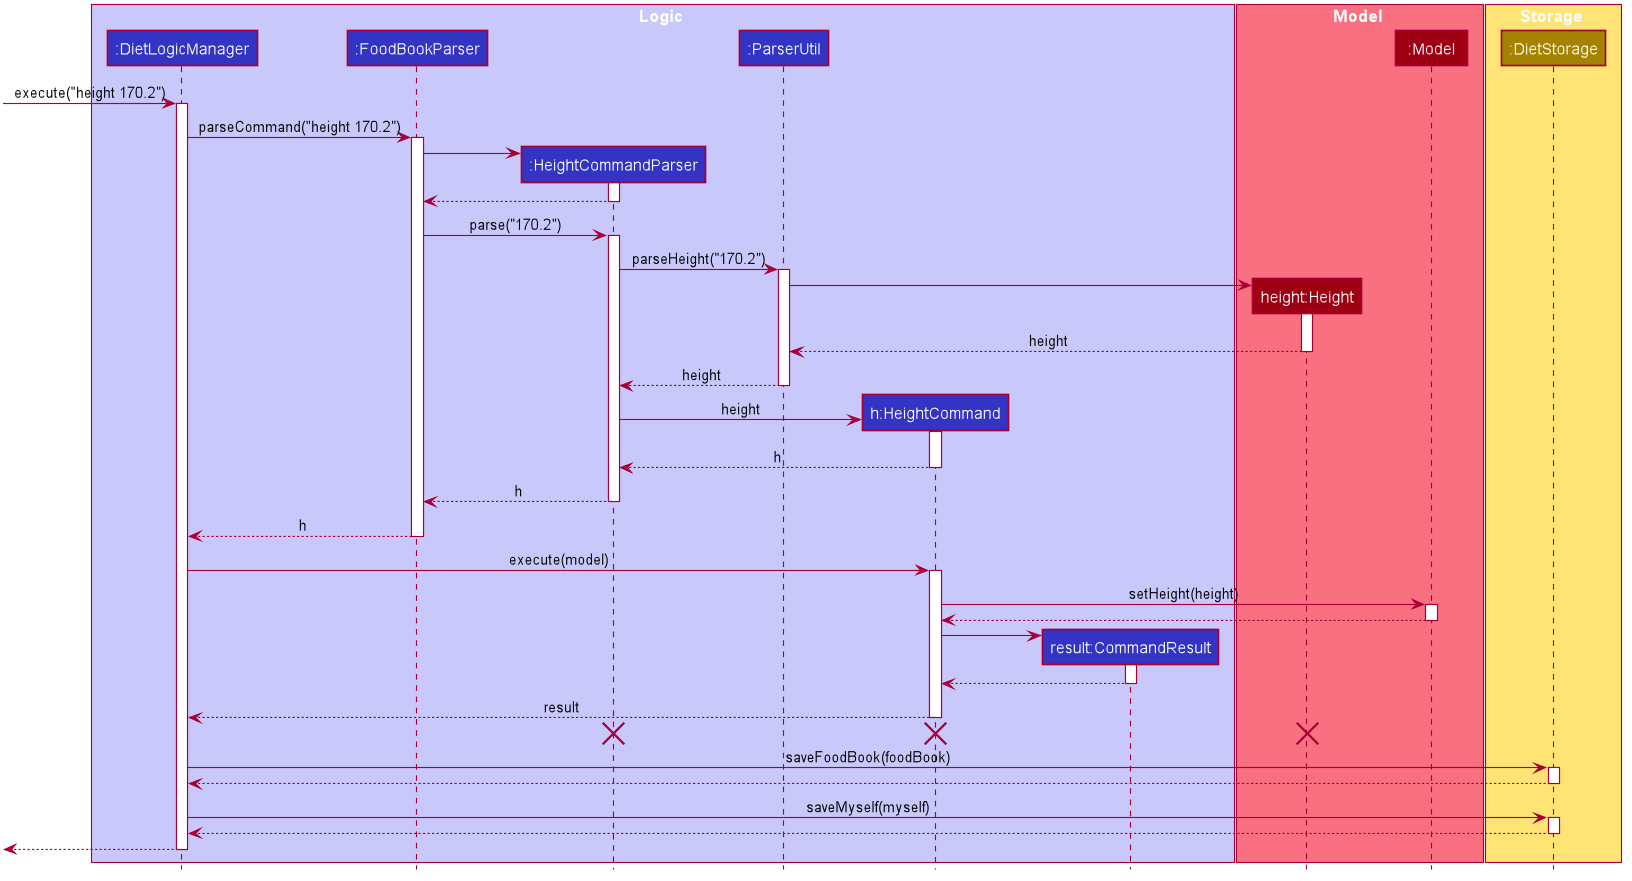 Logic
Model
Storage
:DietLogicManager
:FoodBookParser
:ParserUtil
:Model
:DietStorage
execute("height 170.2")
parseCommand("height 170.2")
:HeightCommandParser
parse("170.2")
parseHeight("170.2")
height:Height
height
height
h:HeightCommand
height
h
h
h
execute(model)
setHeight(height)
result:CommandResult
result
saveFoodBook(foodBook)
saveMyself(myself)